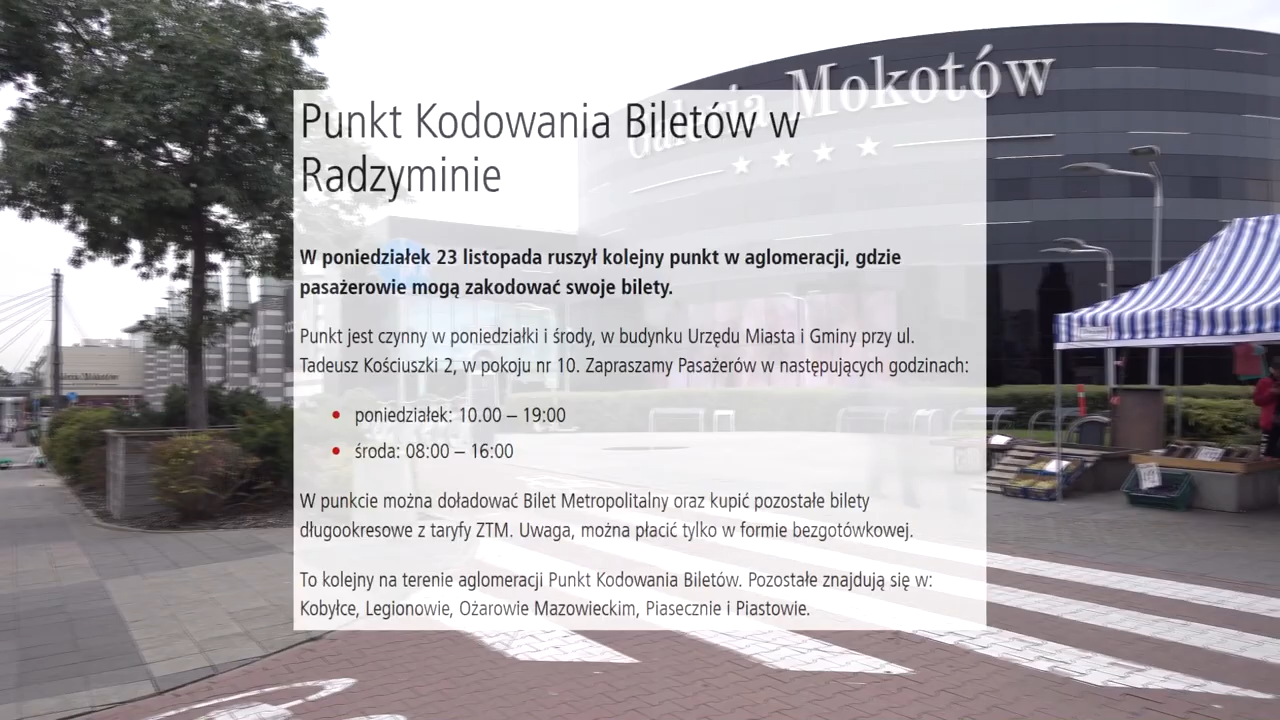 Galeria Mokotów
Punkt Kodowania Biletów w
Radzyminie
W poniedziałek 23 listopada ruszył kolejny punkt w aglomeracji, gdzie
pasażerowie mogą zakodować swoje bilety.
Punkt jest czynny w poniedziałki i środy, w budynku Urzędu Miasta i Gminy przy ul.
Tadeusz Kościuszki 2, w pokoju nr 10. Zapraszamy Pasażerów w następujących godzinach:
• poniedziałek: 10.00 – 19:00
• środa: 08:00 – 16:00
W punkcie można doładować Bilet Metropolitalny oraz kupić pozostałe bilety
długookresowe z taryfy ZTM. Uwaga, można płacić tylko w formie bezgotówkowej.
To kolejny na terenie aglomeracji Punkt Kodowania Biletów. Pozostałe znajdują się w:
Kobyłce, Legionowie, Ożarowie Mazowieckim, Piasecznie i Piastowie.